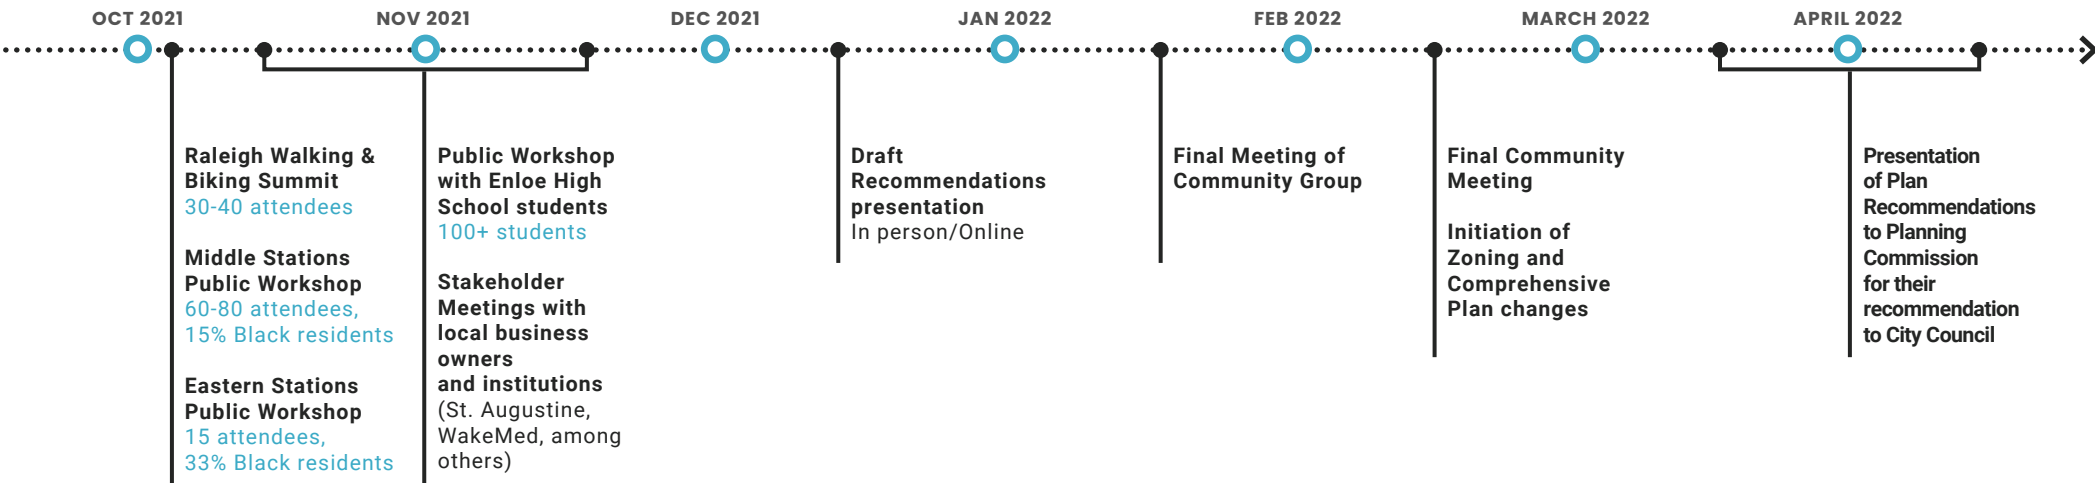 OCT 2021
NOV 2021
DEC 2021
JAN 2022
FEB 2022
MARCH 2022
APRIL 2022
Raleigh Walking &
Biking Summit
30-40 attendees
Middle Stations
Public Workshop
60-80 attendees,
15% Black residents
Eastern Stations
Public Workshop
15 attendees,
33% Black residents
Public Workshop
with Enloe High
School students
100+ students
Stakeholder
Meetings with
local business
owners
and institutions
(St. Augustine,
WakeMed, among
others)
Draft
Recommendations
presentation
In person/Online
Final Meeting of
Community Group
Final Community
Meeting
Initiation of
Zoning and
Comprehensive
Plan changes
Presentation
of Plan
Recommendations
to Planning
Commission
for their
recommendation
to City Council